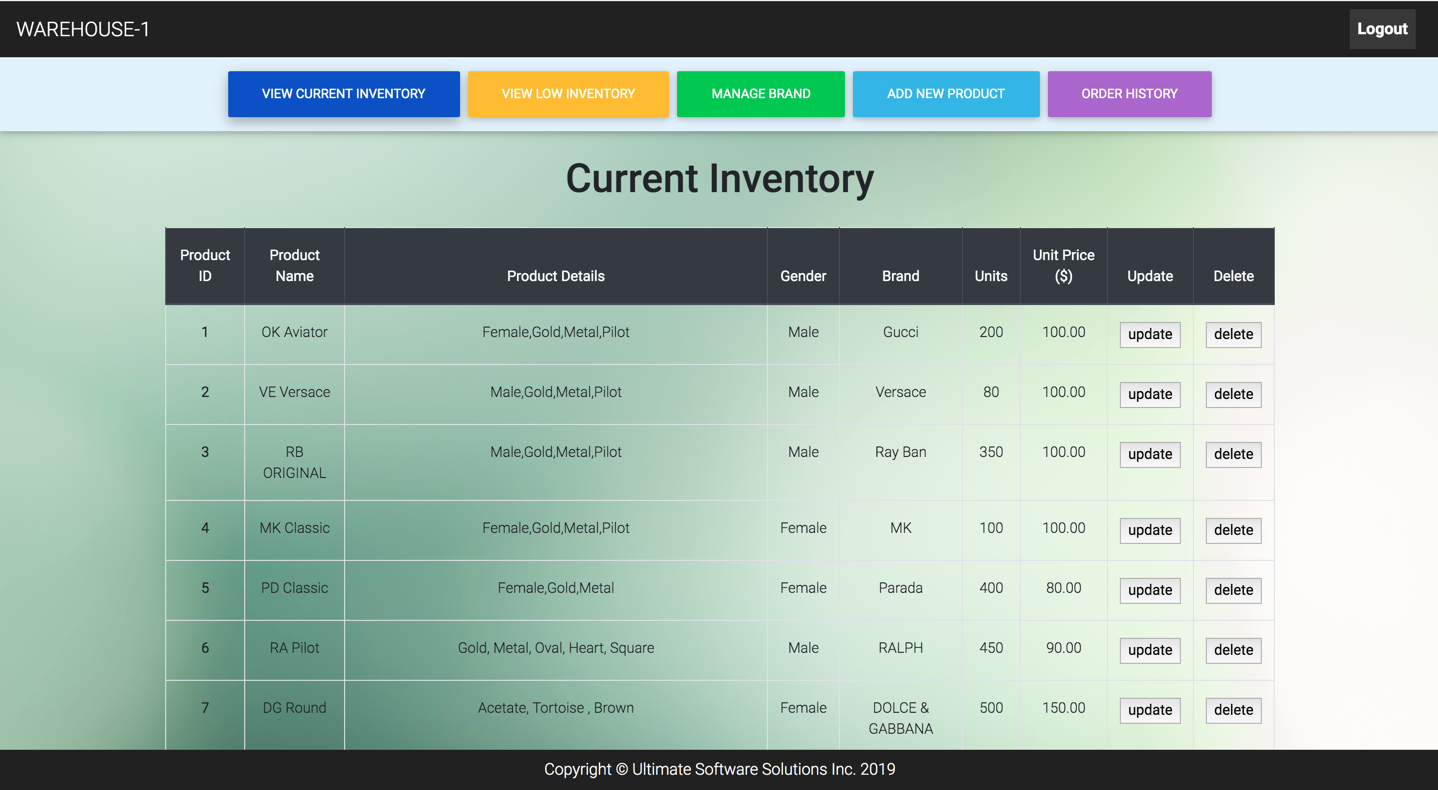 WAREHOUSE-1 Logout
VIEW CURRENT INVENTORY VIEW LOW INVENTORY MANAGE BRAND ADD NEW PRODUCT ORDER HISTORY
Current Inventory
Product ID Product Name Product Details Gender Brand Units Unit Price ($) Update Delete
1 OK Aviator Female,Gold,Metal,Pilot Male Gucci 200 100.00 update delete
2 VE Versace Male,Gold,Metal,Pilot Male Versace 80 100.00 update delete
3 RB ORIGINAL Male,Gold,Metal,Pilot Male Ray Ban 350 100.00 update delete
4 MK Classic Female,Gold,Metal,Pilot Female MK 100 100.00 update delete
5 PD Classic Female,Gold,Metal Female Parada 400 80.00 update delete
6 RA Pilot Gold, Metal, Oval, Heart, Square Male RALPH 450 90.00 update delete
7 DG Round Acetate, Tortoise , Brown Female DOLCE & GABBANA 500 150.00 update delete
Copyright © Ultimate Software Solutions Inc. 2019